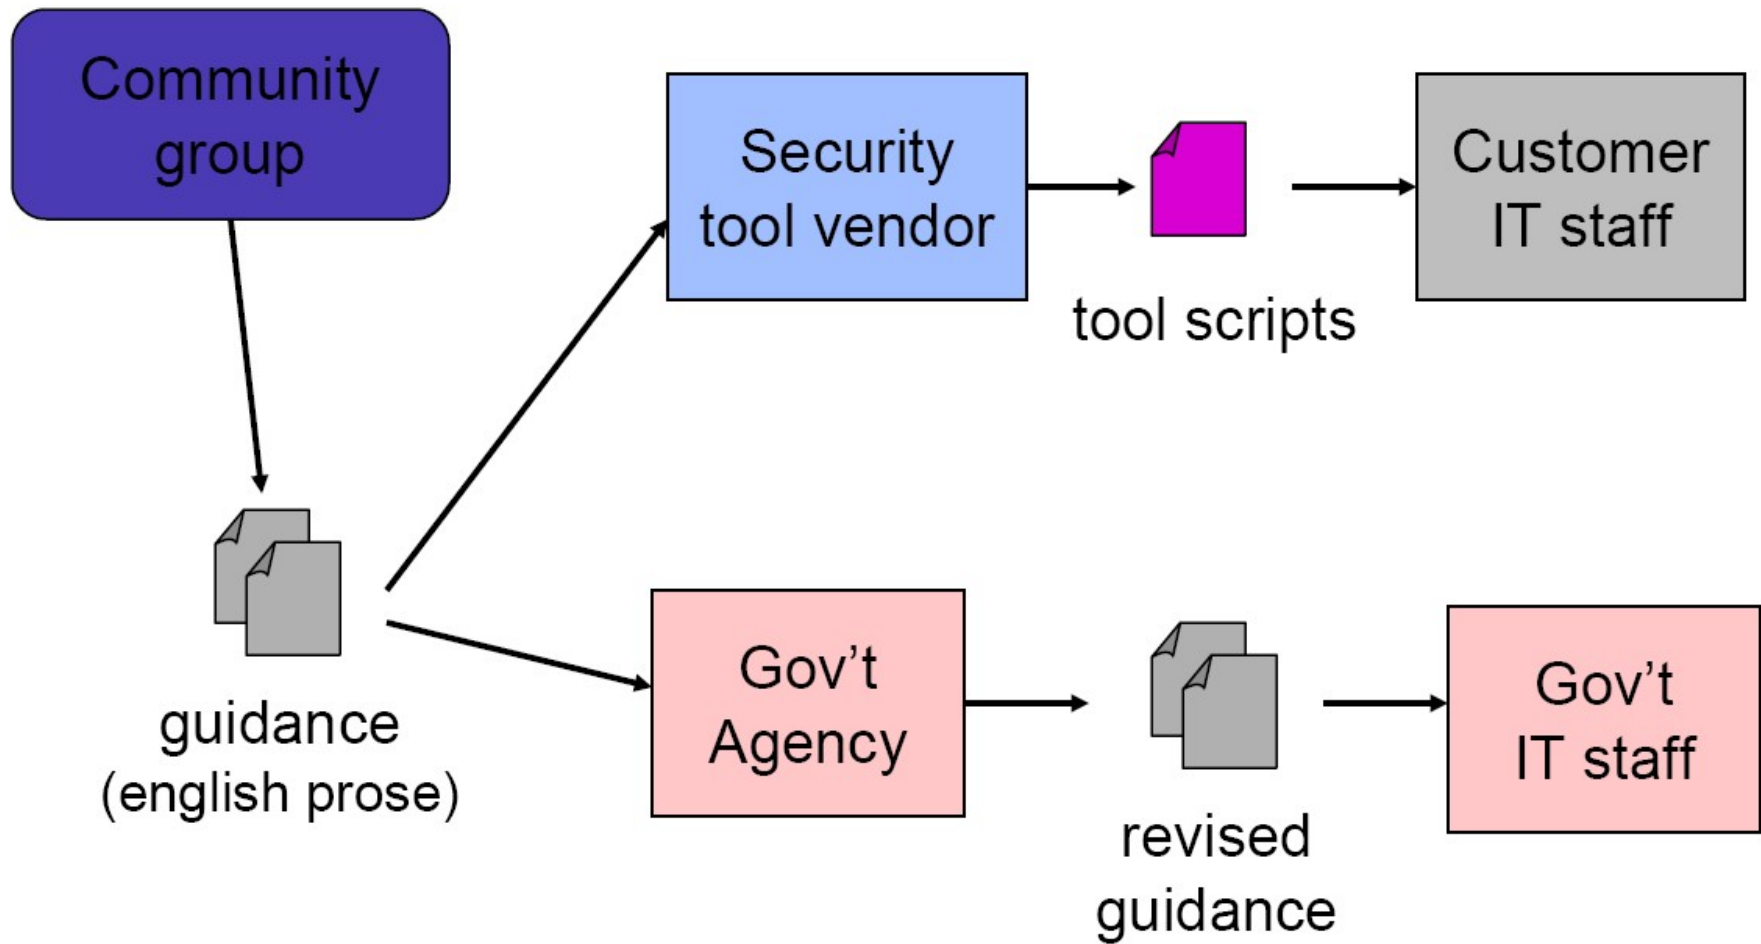 Community
group
Security
tool vendor
tool scripts
Customer
IT staff
guidance
(english prose)
Gov’t
Agency
revised
guidance
Gov’t
IT staff